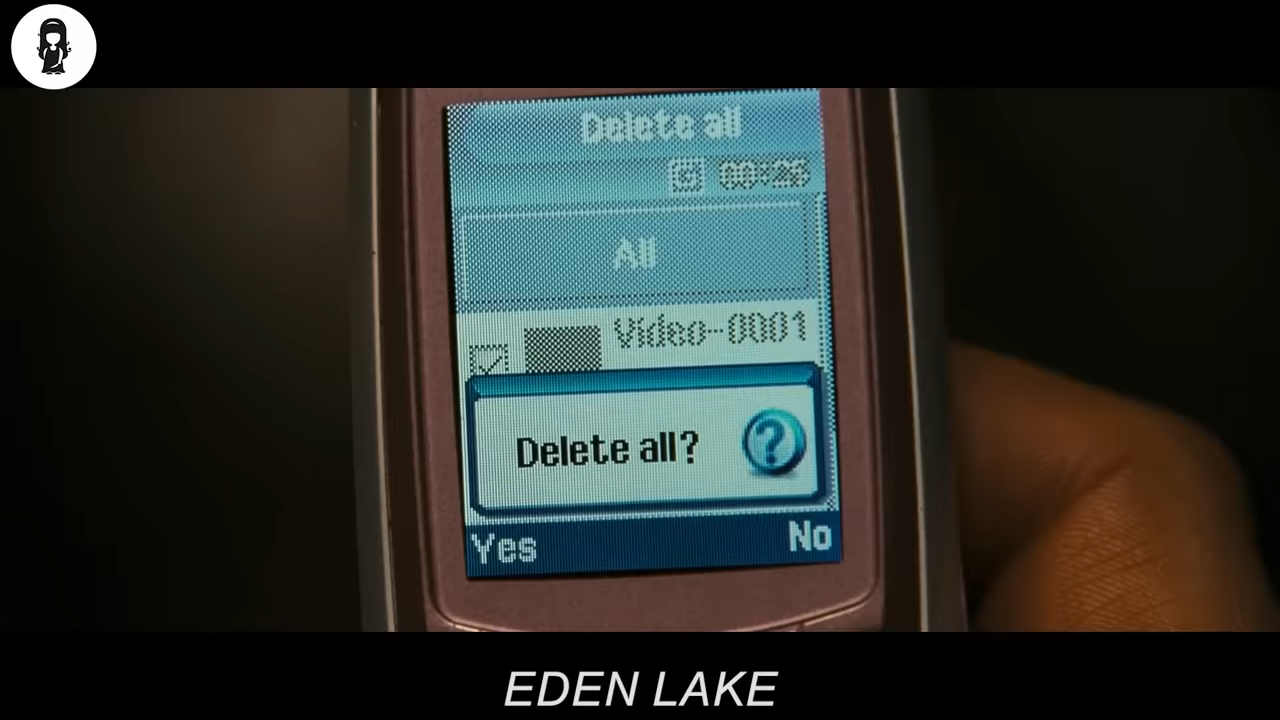 Delete all
00:26
All
Video-0001
Delete all?
Yes
No
EDEN LAKE